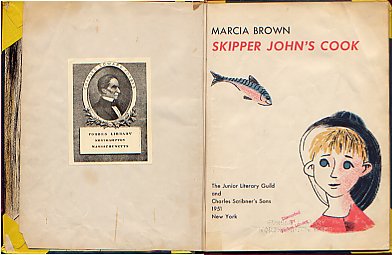 FORBES LIBRARY
NORTHAMPTON
MASSACHUSETTS
MARCIA BROWN
SKIPPER JOHN'S COOK
The Junior Literary Guild
and
Charles Scribner's Sons
1951
New York